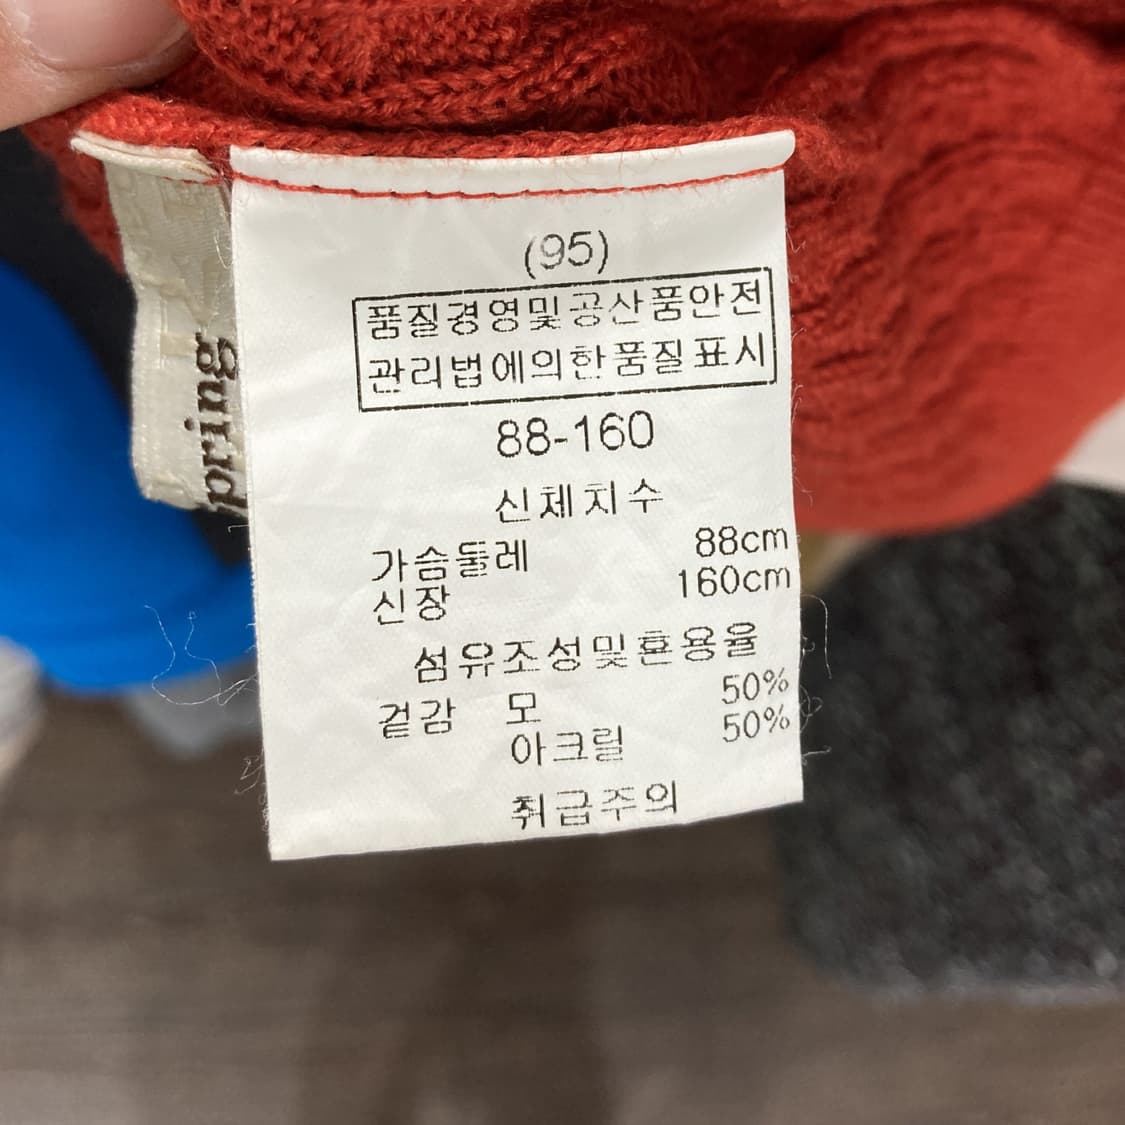 (95)
품질경영및공산품안전
관리법에의한품질표시
88-160
신체치수
가슴둘레 88cm
신장 160cm
섬유조성및횬용율
겉감 모 50%
아크릴 50%
취급주의
pring